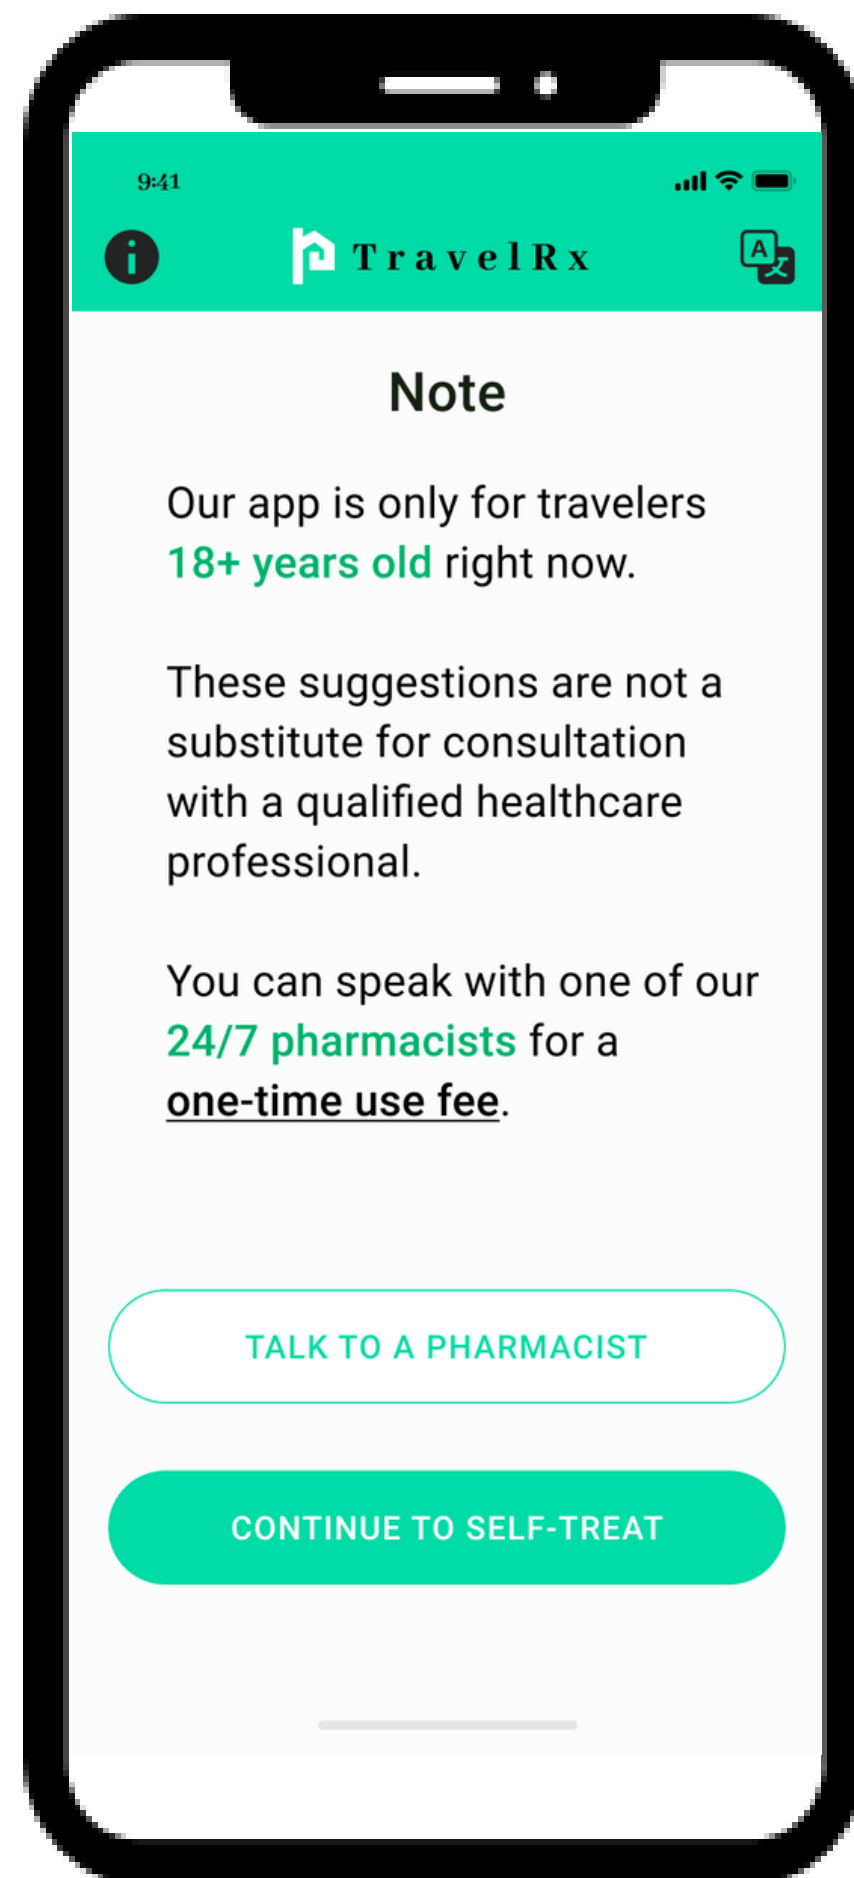 9:41
TravelRx
A
Note
Our app is only for travelers
18+ years old right now.
These suggestions are not a
substitute for consultation
with a qualified healthcare
professional.
You can speak with one of our
24/7 pharmacists for a
one-time use fee.
TALK TO A PHARMACIST
CONTINUE TO SELF-TREAT